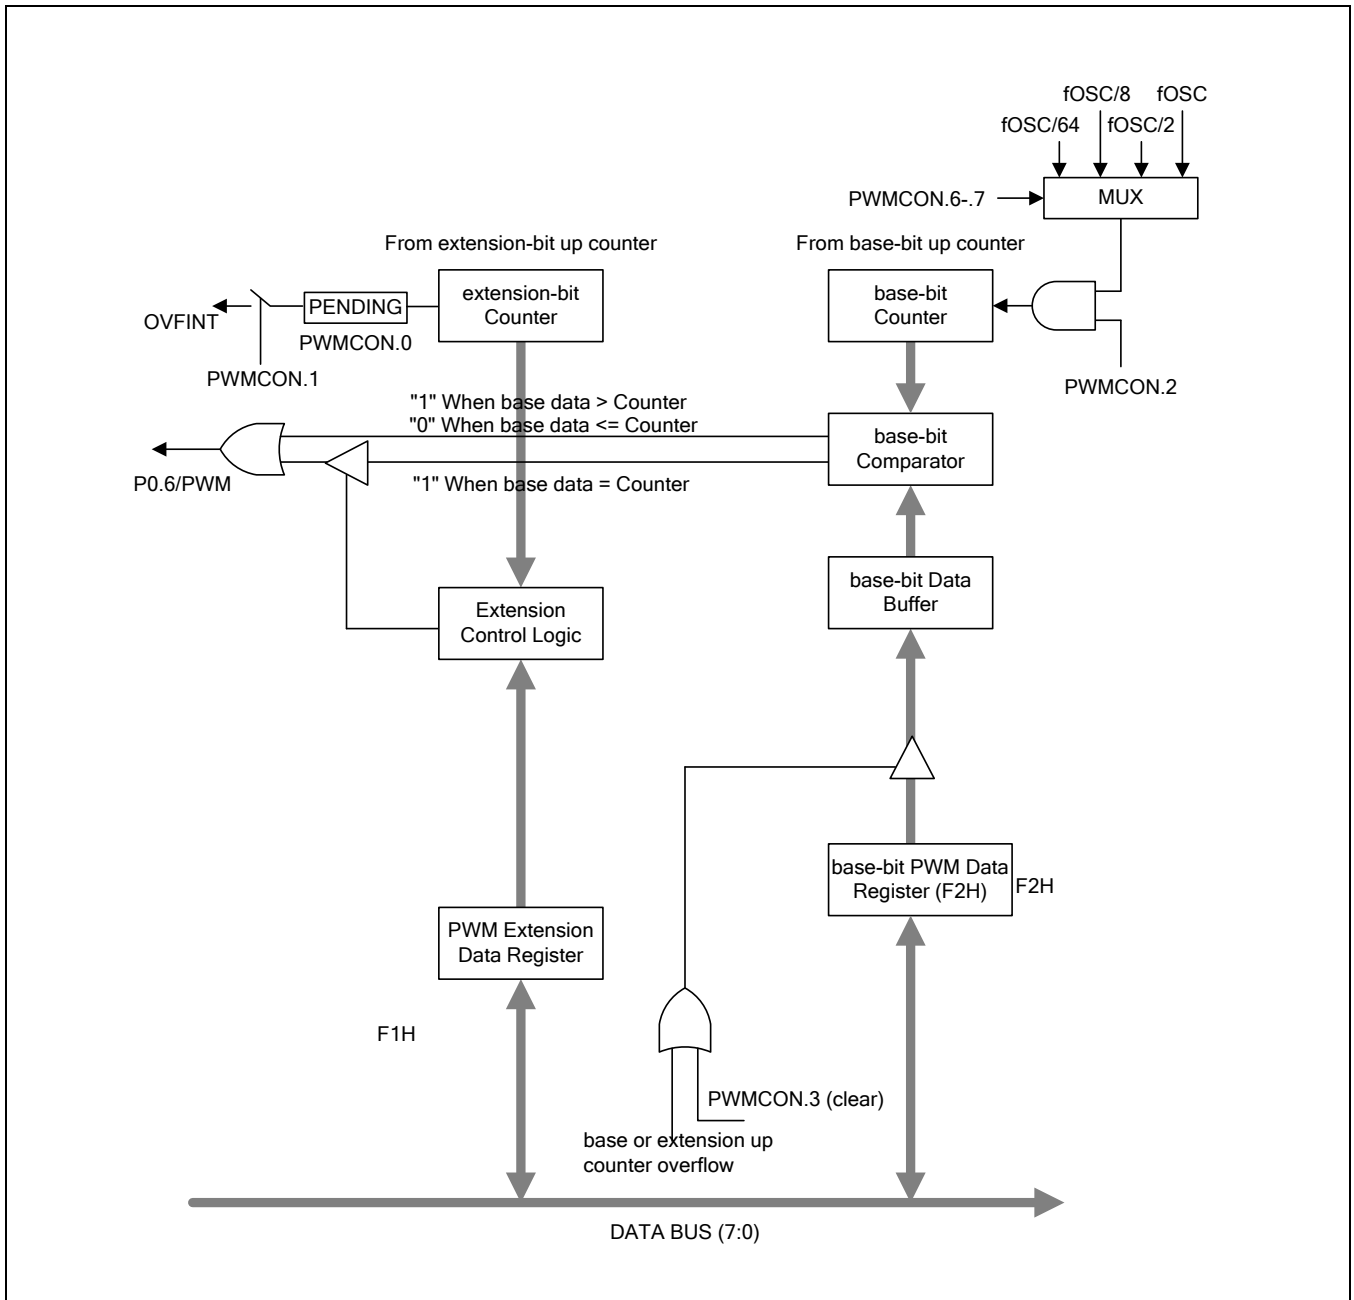 fOSC/8 fOSC
fOSC/64 fOSC/2
PWMCON.6-.7
MUX
From extension-bit up counter
From base-bit up counter
extension-bit
Counter
base-bit
Counter
PENDING
OVFINT
PWMCON.0
PWMCON.1
PWMCON.2
"1" When base data > Counter
"0" When base data <= Counter
base-bit
Comparator
P0.6/PWM
"1" When base data = Counter
base-bit Data
Buffer
Extension
Control Logic
base-bit PWM Data
Register (F2H)
F2H
PWM Extension
Data Register
F1H
PWMCON.3 (clear)
base or extension up
counter overflow
DATA BUS (7:0)